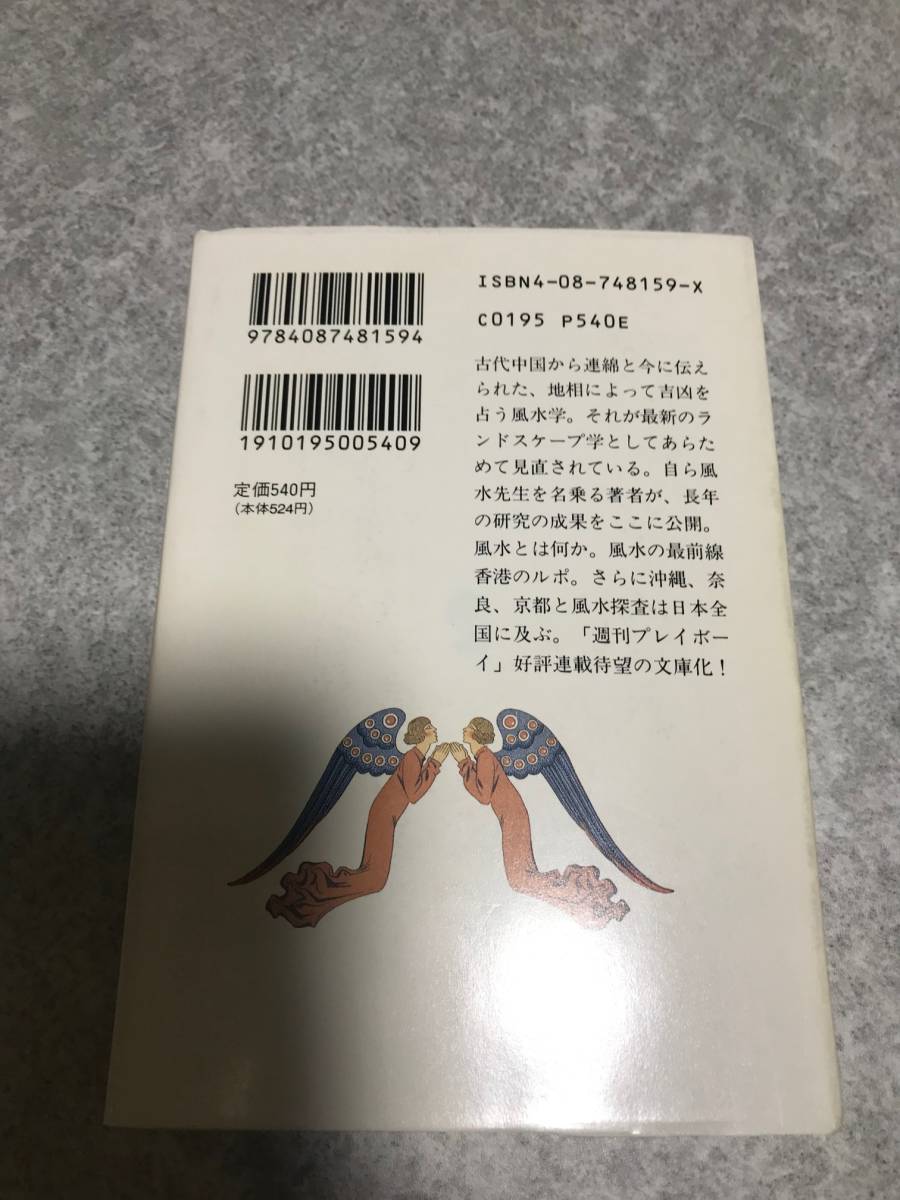 9784087481594
1910195005409
定価540円
(本体524円)
ISBN4-08-748159-X
C0195 P540E
古代中国から連綿と今に伝え
られた、地相によって吉凶を
占う風水学。それが最新のラ
ンドスケープ学としてあらた
めて見直されている。自ら風
水先生を名乗る著者が、長年
の研究の成果をここに公開。
風水とは何か。風水の最前線
香港のルポ。さらに沖縄、奈
良、京都と風水探査は日本全
国に及ぶ。「週刊プレイボー
イ」好評連載待望の文庫化！